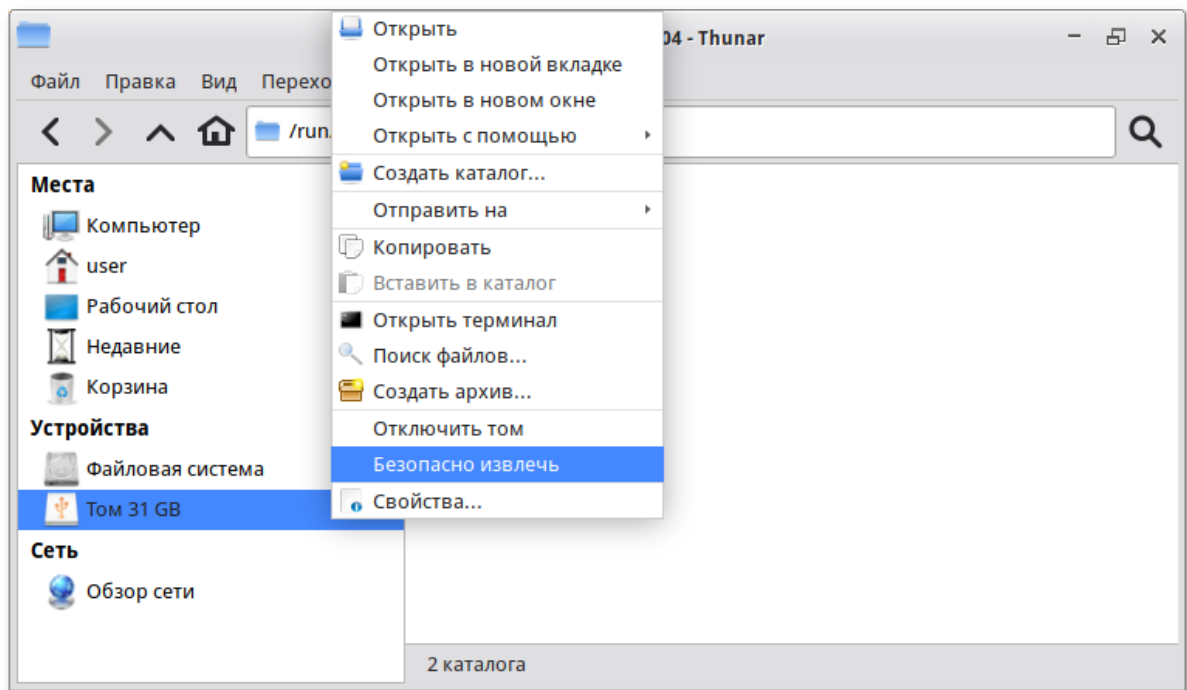 04 - Thunar
Файл Правка Вид Перехо
/run.
Места
Компьютер
user
Рабочий стол
Недавние
Корзина
Устройства
Файловая система
Том 31 GB
Сеть
Обзор сети
Открыть
Открыть в новой вкладке
Открыть в новом окне
Открыть с помощью
Создать каталог...
Отправить на
Копировать
Вставить в каталог
Открыть терминал
Поиск файлов...
Создать архив...
Отключить том
Безопасно извлечь
Свойства...
2 каталога